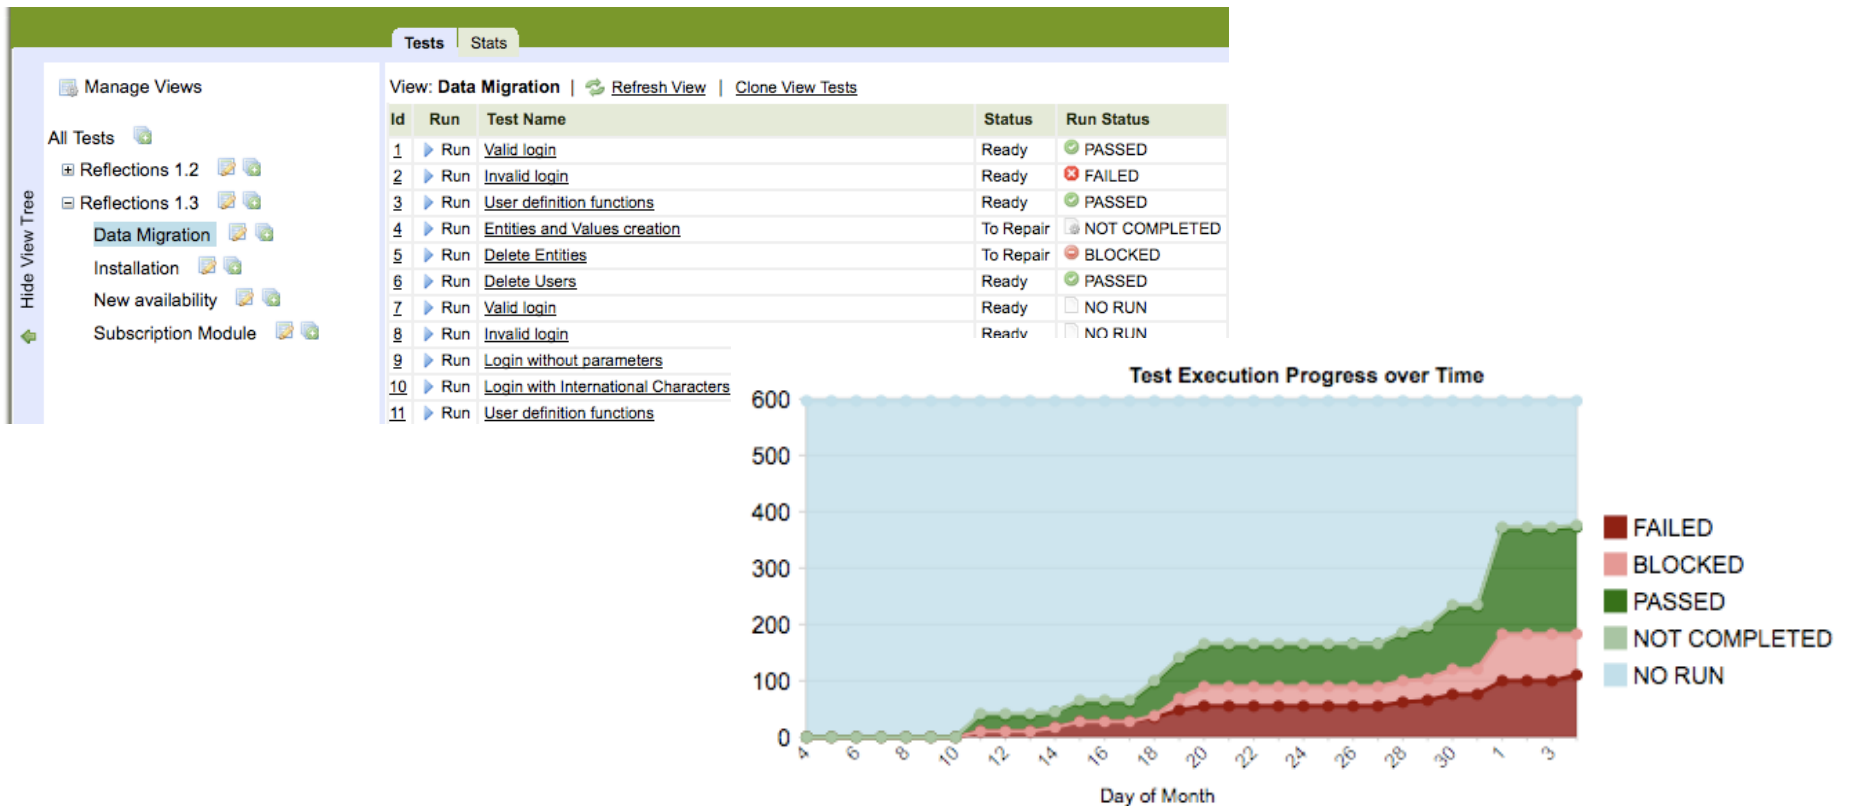 Tests Stats
Hide View Tree
Manage Views
All Tests
Reflections 1.2
Reflections 1.3
Data Migration
Installation
New availability
Subscription Module
View: Data Migration | Refresh View | Clone View Tests
Id Run Test Name Status Run Status
1 Run Valid login Ready PASSED
2 Run Invalid login Ready FAILED
3 Run User definition functions Ready PASSED
4 Run Entities and Values creation To Repair NOT COMPLETED
5 Run Delete Entities To Repair BLOCKED
6 Run Delete Users Ready PASSED
7 Run Valid login Ready NO RUN
8 Run Invalid login Ready NO RUN
9 Run Login without parameters
10 Run Login with International Characters
11 Run User definition functions
Test Execution Progress over Time
600
500
400
300
200
100
0
4 6 8 10 12 14 16 18 20 22 24 26 28 30 1 3
Day of Month
FAILED
BLOCKED
PASSED
NOT COMPLETED
NO RUN